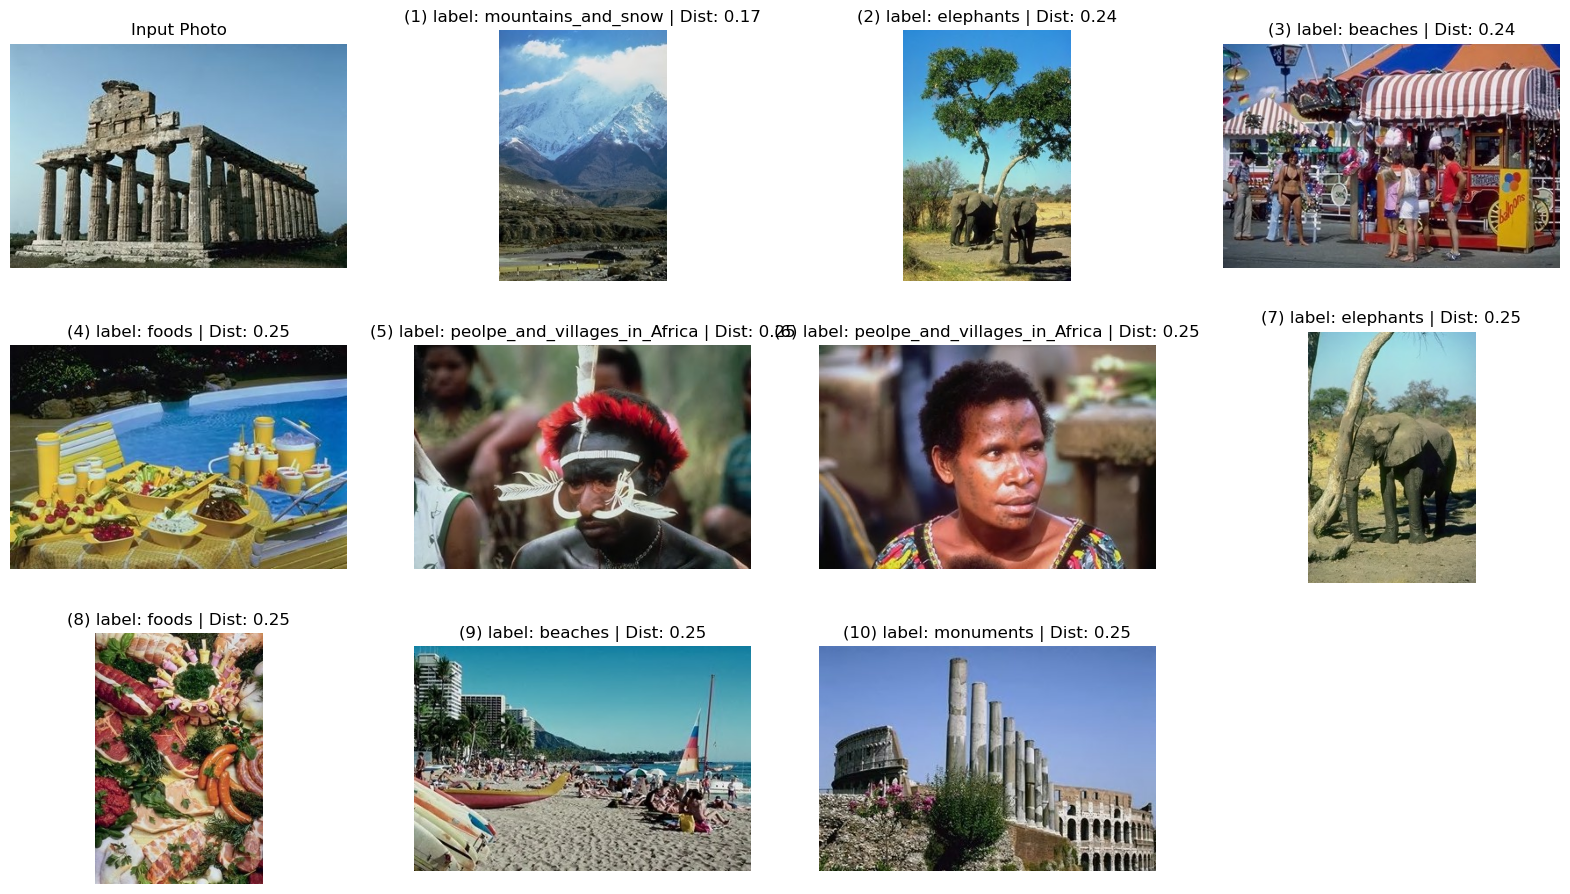 Input Photo
(1) label: mountains_and_snow | Dist: 0.17
(2) label: elephants | Dist: 0.24
(3) label: beaches | Dist: 0.24
balloons
(4) label: foods | Dist: 0.25
(5) label: peolpe_and_villages_in_Africa | Dist:
label: peolpe_and_villages_in_Africa | Dist: 0.25
(7) label: elephants | Dist: 0.25
(8) label: foods | Dist: 0.25
(9) label: beaches | Dist: 0.25
(10) label: monuments | Dist: 0.25